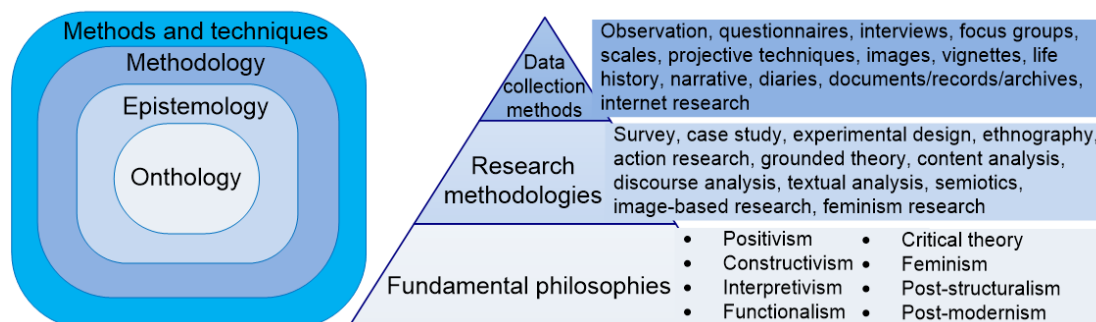 Methods and techniques
Methodology
Epistemology
Onthology
Data
collection
methods
Observation, questionnaires, interviews, focus groups,
scales, projective techniques, images, vignettes, life
history, narrative, diaries, documents/records/archives,
internet research
Research
methodologies
Survey, case study, experimental design, ethnography,
action research, grounded theory, content analysis,
discourse analysis, textual analysis, semiotics,
image-based research, feminism research
Fundamental philosophies
• Positivism
• Constructivism
• Interpretivism
• Functionalism
• Critical theory
• Feminism
• Post-structuralism
• Post-modernism